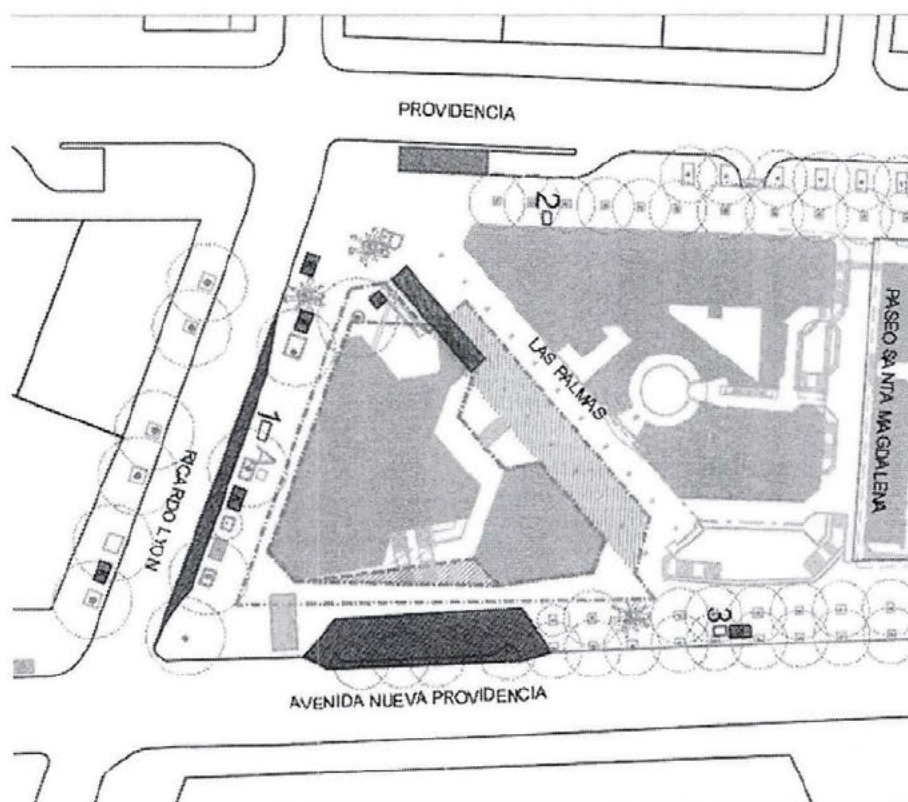 PROVIDENCIA
2
LAS PALMAS
PASEO SANTA MAGDALENA
1
RICARDO LYON
3
AVENIDA NUEVA PROVIDENCIA